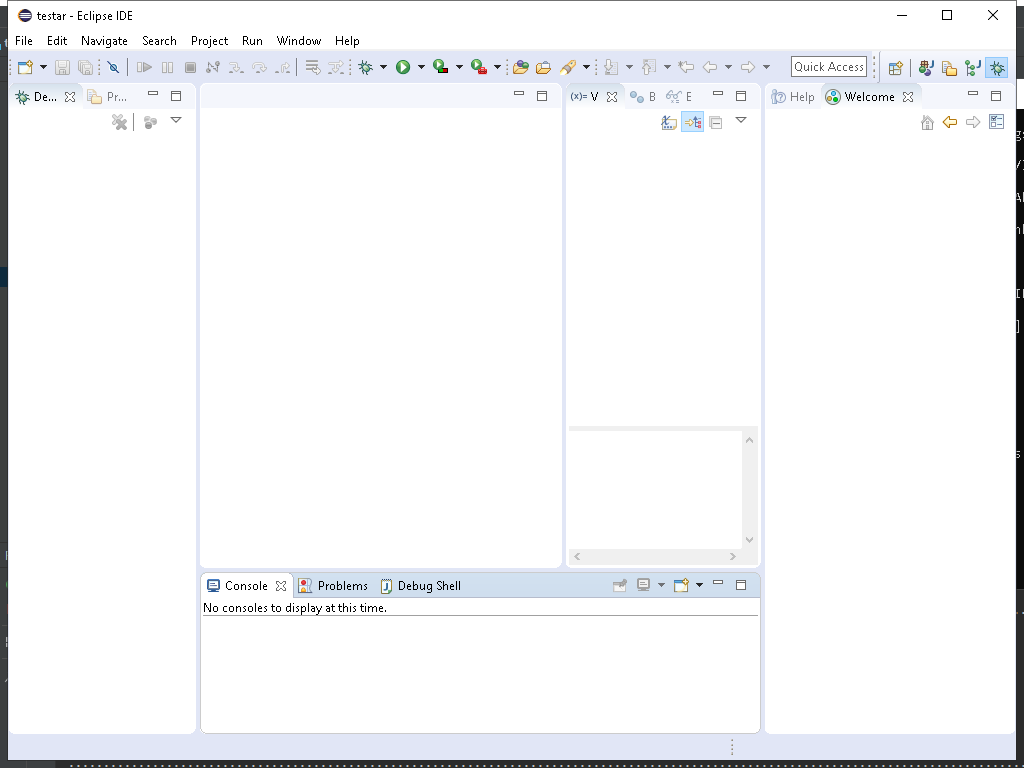 testar - Eclipse IDE
File Edit Navigate Search Project Run Window Help
Quick Access
De... Pr... (x)= V B E Help Welcome
Console Problems Debug Shell
No consoles to display at this time.